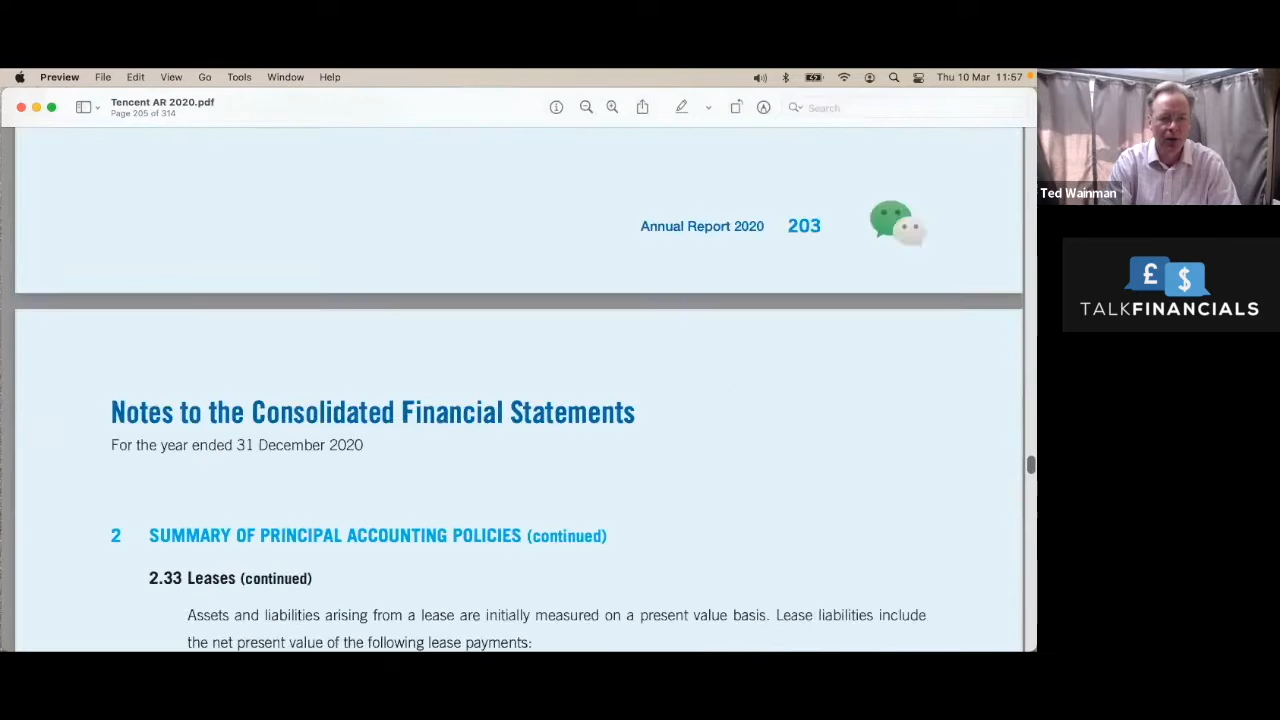 Preview File Edit View Go Tools Window Help Thu 10 Mar 11:57
Tencent AR 2020.pdf
Page 205 of 314
Search
Ted Wainman
£ $
TALKFINANCIALS
Annual Report 2020 203
Notes to the Consolidated Financial Statements
For the year ended 31 December 2020
2 SUMMARY OF PRINCIPAL ACCOUNTING POLICIES (continued)
2.33 Leases (continued)
Assets and liabilities arising from a lease are initially measured on a present value basis. Lease liabilities include
the net present value of the following lease payments: